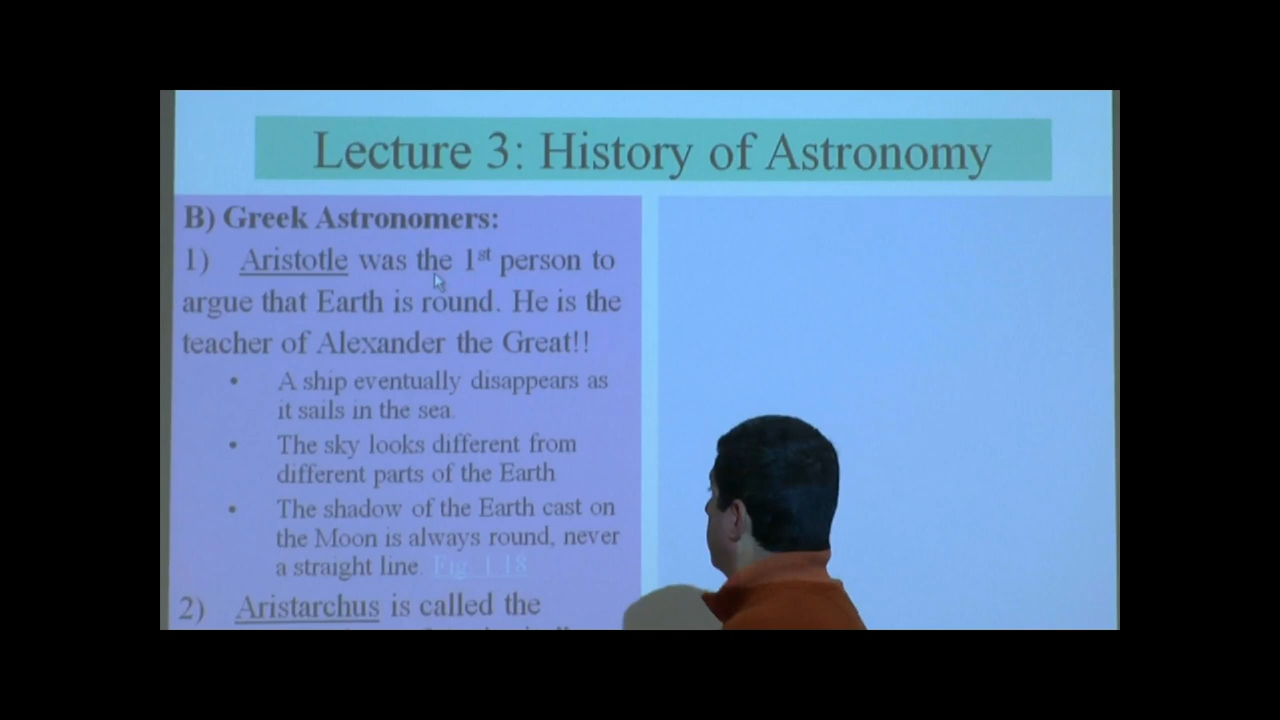 Lecture 3: History of Astronomy
B) Greek Astronomers:
1) Aristotle was the 1st person to
argue that Earth is round. He is the
teacher of Alexander the Great!!
• A ship eventually disappears as
it sails in the sea.
• The sky looks different from
different parts of the Earth
• The shadow of the Earth cast on
the Moon is always round, never
a straight line. Fig. 1.18
2) Aristarchus is called the